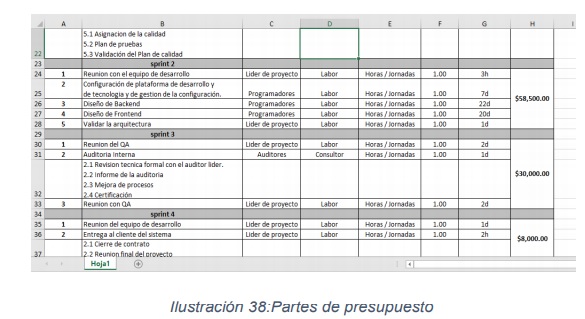 A B C D E F G H I
5.1 Asignacion de la calidad
5.2 Plan de pruebas
22 5.3 Validación del Plan de calidad
23 sprint 2
24 1 Reunion con el equipo de desarrollo Lider de proyecto Labor Horas / Jornadas 1.00 3h
2 Configuración de plataforma de desarrollo y
25 de tecnologia y de gestion de la configuración. Programadores Labor Horas / Jornadas 1.00 7d
$58,500.00
26 3 Diseño de Backend Programadores Labor Horas / Jornadas 1.00 22d
27 4 Diseño de Frontend Programadores Labor Horas / Jornadas 1.00 20d
28 5 Validar la arquitectura Lider de proyecto Labor Horas / Jornadas 1.00 1d
29 sprint 3
30 1 Reunion del QA Lider de proyecto Labor Horas / Jornadas 1.00 2d
31 2 Auditoria Interna Auditores Consultor Horas / Jornadas 1.00 1d
2.1 Revision tecnica formal con el auditor lider.
2.2 Informe de la auditoria
$30,000.00
2.3 Mejora de procesos
32 2.4 Certificación
33 3 Reunion con QA Lider de proyecto Labor Horas / Jornadas 1.00 2d
34 sprint 4
35 1 Reunion del equipo de desarrollo Lider de proyecto Labor Horas / Jornadas 1.00 1d
36 2 Entrega al cliente del sistema Lider de proyecto Labor Horas / Jornadas 1.00 2h
$8,000.00
2.1 Cierre de contrato
37 2.2 Reunion final del proyecto
Hoja1
Ilustración 38:Partes de presupuesto